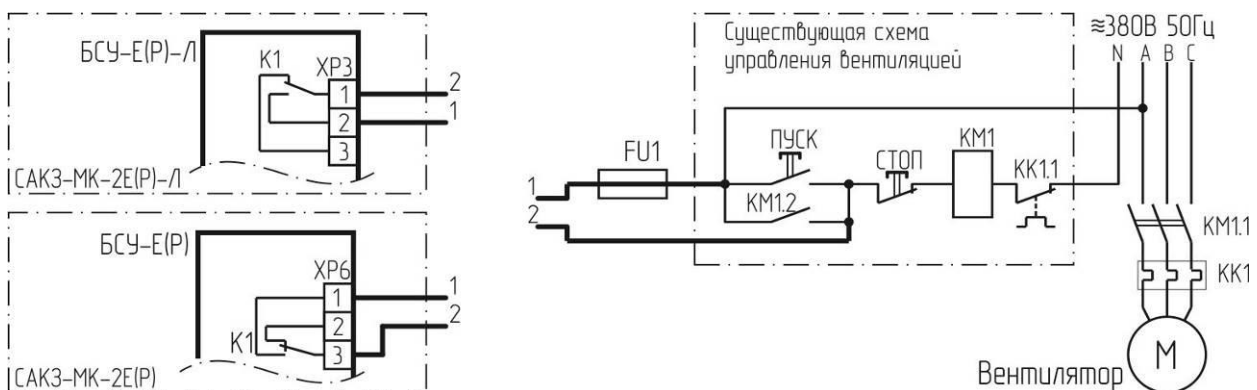 БСУ-Е(Р)-Л
К1
ХР3
1
2
3
2
1
САКЗ-МК-2Е(Р)-Л
БСУ-Е(Р)
ХР6
1
2
3
К1
1
2
САКЗ-МК-2Е(Р)
Существующая схема
управления вентиляцией
≈380В 50Гц
N A B C
FU1
1
2
ПУСК
КМ1.2
СТОП
КМ1
КК1.1
КМ1.1
КК1
М
Вентилятор